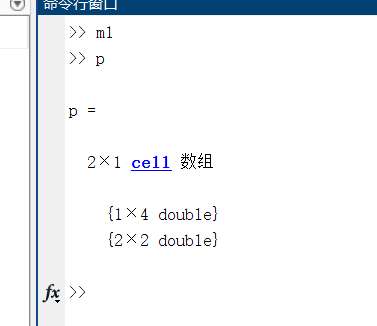 命令行窗口
>> m1
>> p
p =
2×1 cell 数组
{1×4 double}
{2×2 double}
fx >>